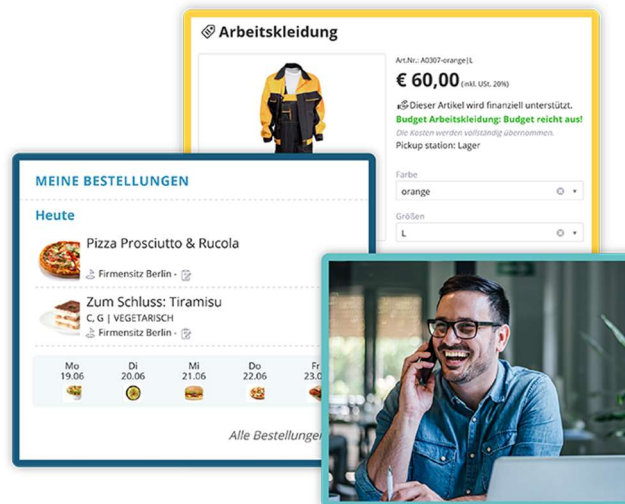 Arbeitskleidung
Art.Nr.: A0307-orange|L
€ 60,00 (inkl. USt. 20%)
Dieser Artikel wird finanziell unterstützt.
Budget Arbeitskleidung: Budget reicht aus!
Die Kosten werden vollständig übernommen.
Pickup station: Lager
Farbe
orange
Größen
L
MEINE BESTELLUNGEN
Heute
Pizza Prosciutto & Rucola
Firmensitz Berlin -
Zum Schluss: Tiramisu
C, G | VEGETARISCH
Firmensitz Berlin -
Mo Di Mi Do Fr
19.06 20.06 21.06 22.06 23.0
Alle Bestellungen